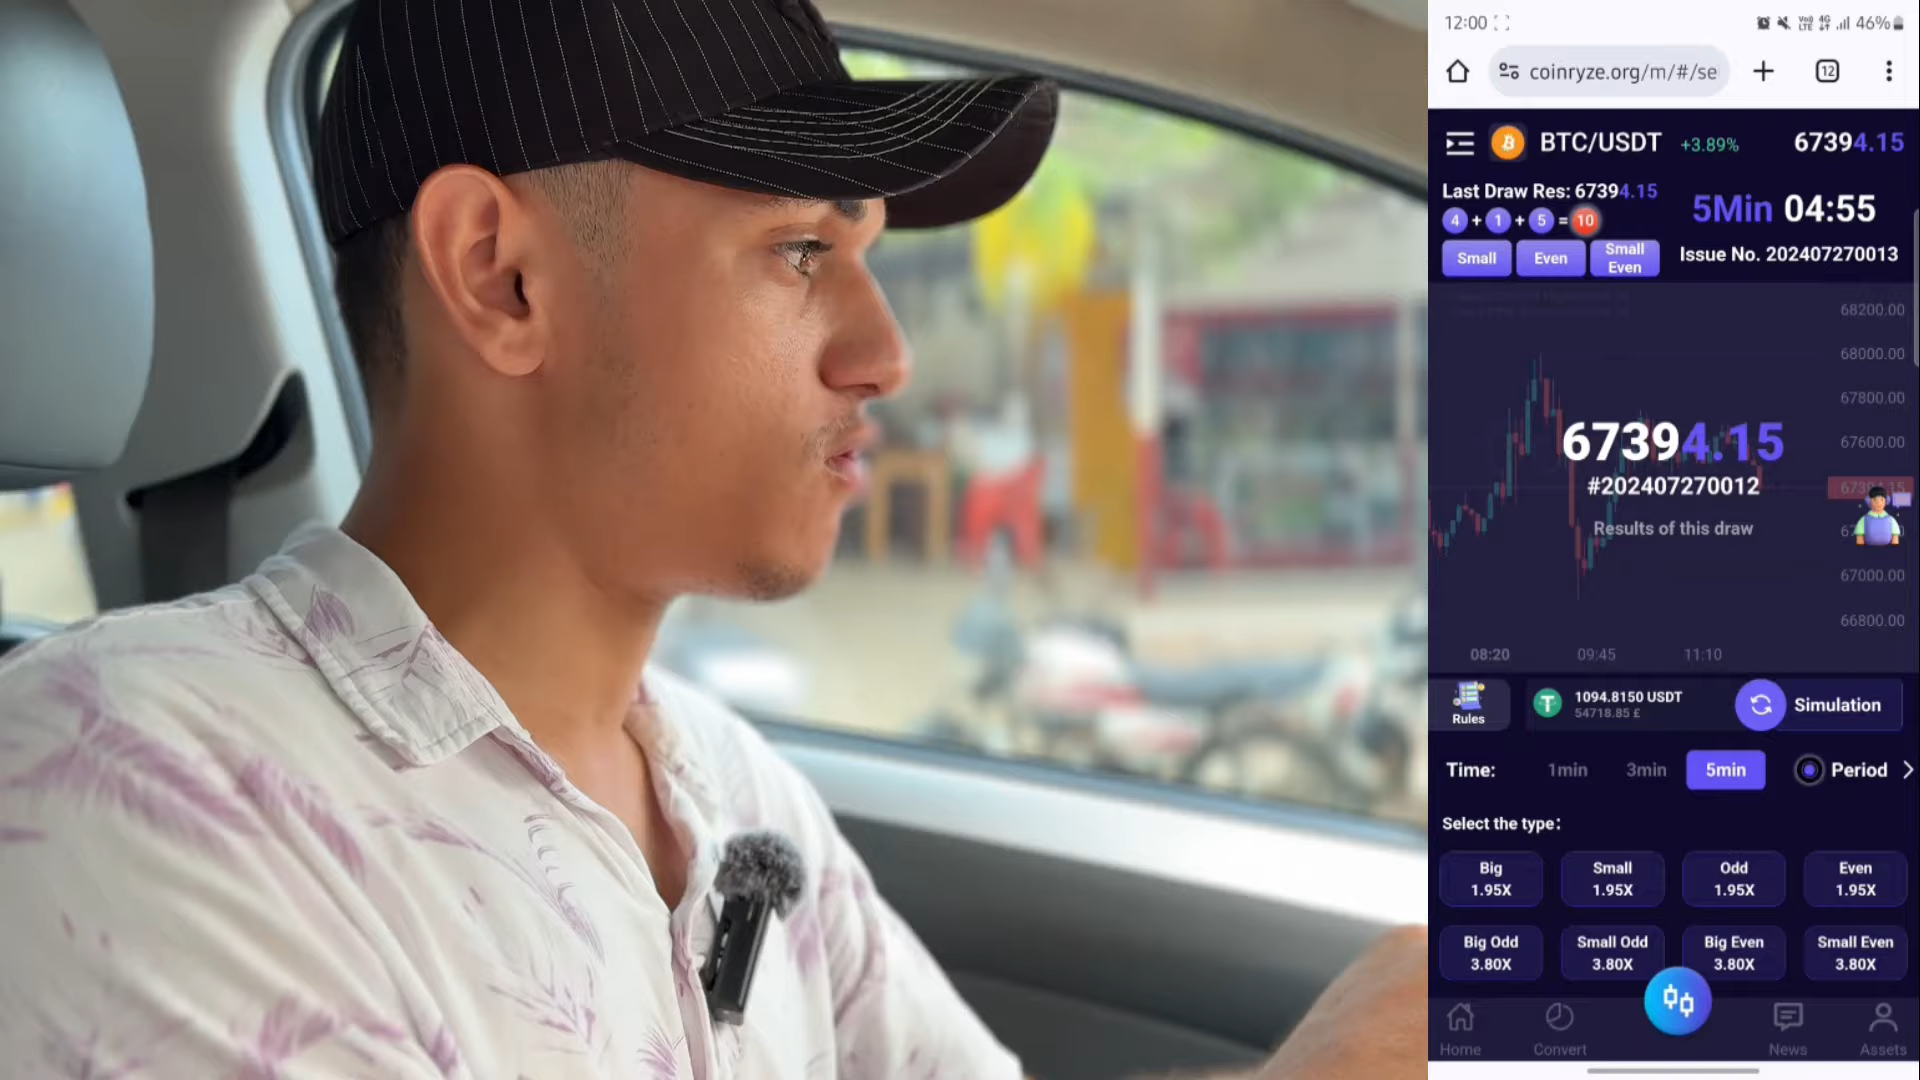 12:00
Vo)) LTE 4G 46%
coinryze.org/m/#/se
12
BTC/USDT +3.89% 67394.15
Last Draw Res: 67394.15
4 + 1 + 5 = 10
5Min 04:55
Small Even Small Even
Issue No. 202407270013
68200.00
68000.00
67800.00
67600.00
67394.15
#202407270012
Results of this draw
67000.00
66800.00
08:20 09:45 11:10
Rules
1094.8150 USDT
54718.85 £
Simulation
Time: 1min 3min 5min Period
Select the type:
Big Small Odd Even
1.95X 1.95X 1.95X 1.95X
Big Odd Small Odd Big Even Small Even
3.80X 3.80X 3.80X 3.80X
Home Convert News Assets